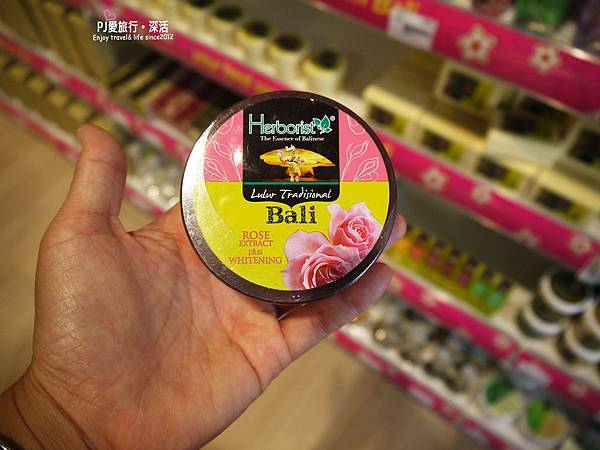 PJ愛旅行·深活
Enjoy travel& life since2012
Herborist
The Essence of Balinese
Lulur Tradisional
Bali
ROSE
EXTRACT
plus
WHITENING